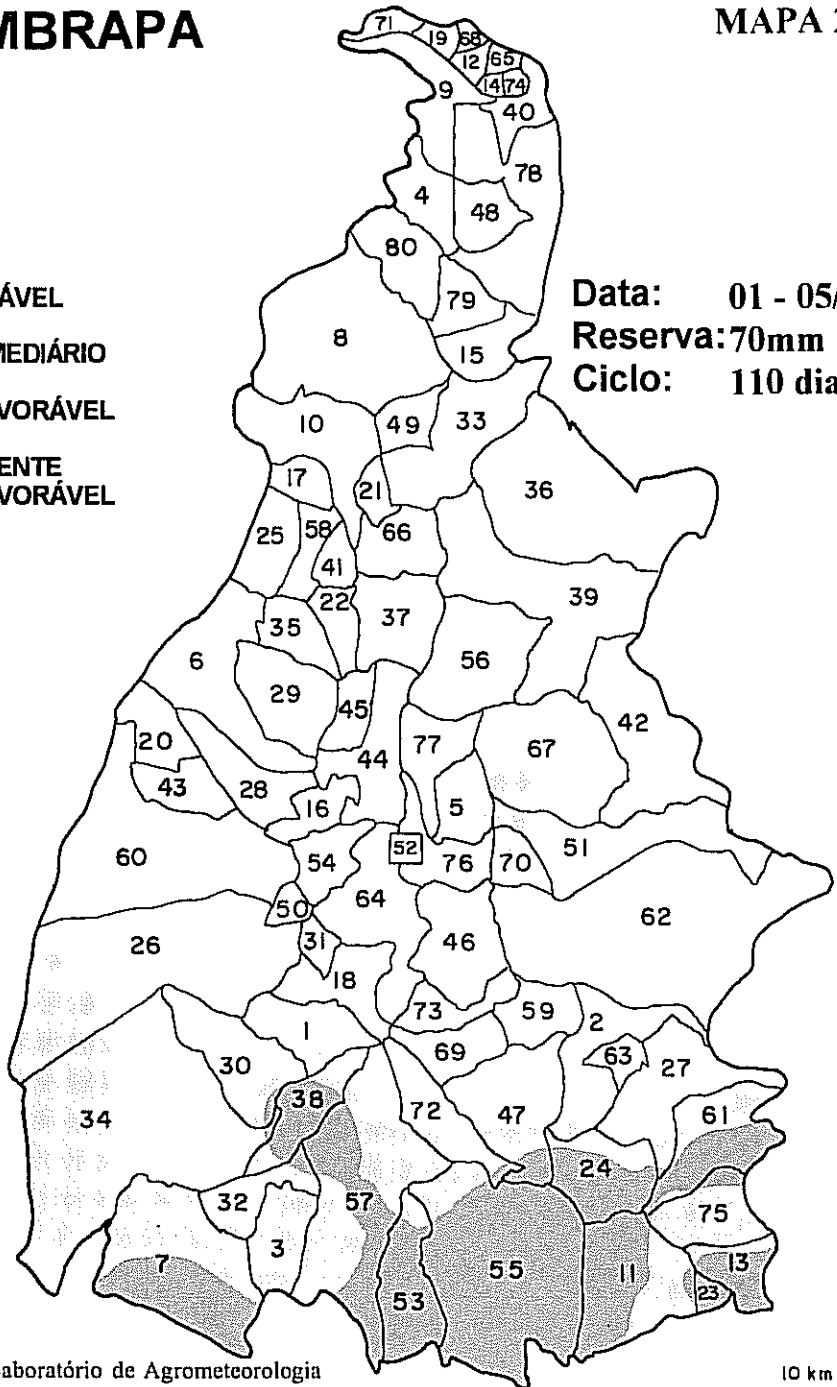 MBRAPA
MAPA 2
ÁVEL
MEDIÁRIO
VORÁVEL
ENTE
VORÁVEL
Data: 01 - 05/
Reserva: 70mm
Ciclo: 110 dia
71 19 68
12 65
9 14 74
40
78
4
48
80
79
8
15
10 49 33
17 21 36
25 58 66
41
22 39
35 37
6 56
29 45 42
20 77 67
44
43 28 5
16
52 51
60 54 76 70
64 62
50
26 31 46
18
73 59 2
1 69 63 27
30
38 72 47 61
34
24
32 57 75
3
7 55 11 13
53 23
aboratório de Agrometeorologia
10 km